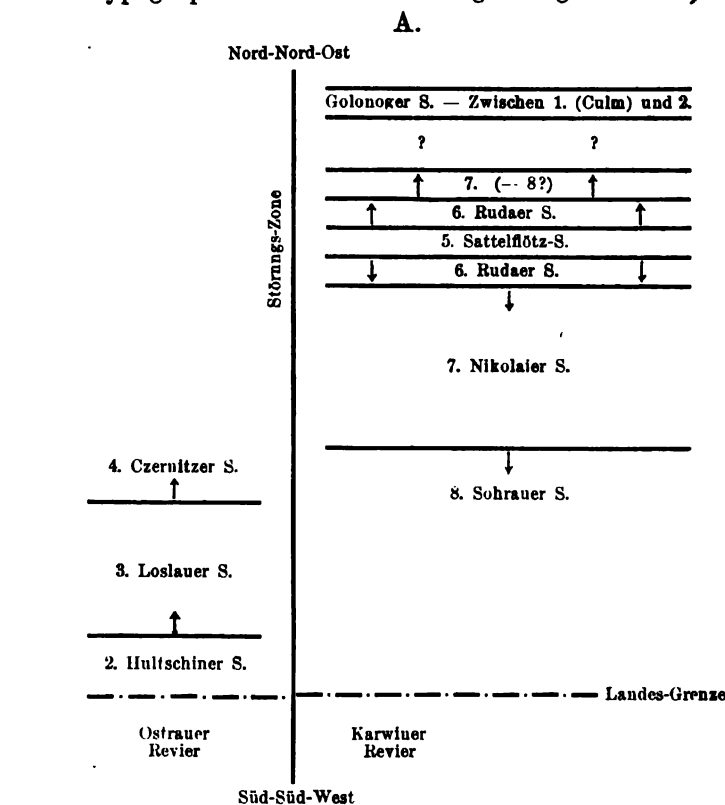 A.
Nord-Nord-Ost
Golonoger S. — Zwischen 1. (Culm) und 2.
? ?
7. (-- 8?)
6. Rudaer S.
5. Sattelflötz-S.
6. Rudaer S.
Störungs-Zone
7. Nikolaier S.
4. Czernitzer S.
8. Sohrauer S.
3. Loslauer S.
2. Hultschiner S.
Landes-Grenze
Ostrauer
Revier
Karwiner
Revier
Süd-Süd-West